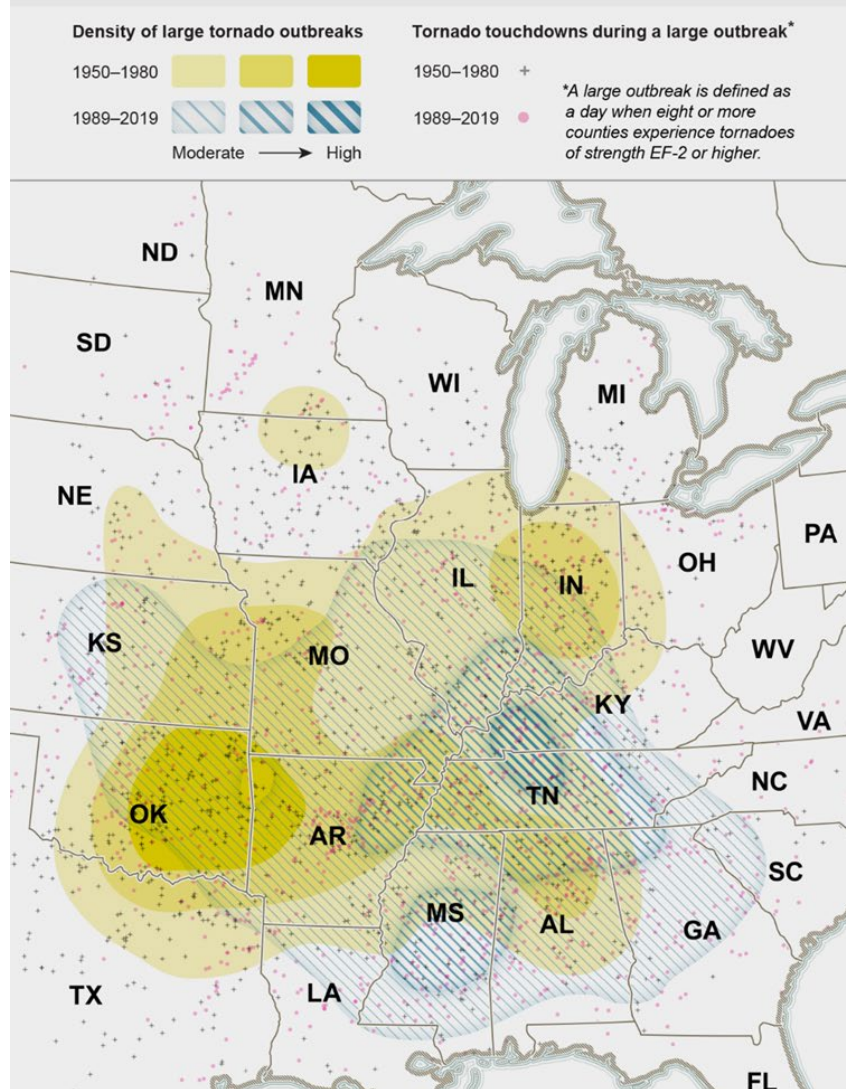 Density of large tornado outbreaks
1950–1980
1989–2019
Moderate High
Tornado touchdowns during a large outbreak*
1950–1980
1989–2019
*A large outbreak is defined as
a day when eight or more
counties experience tornadoes
of strength EF-2 or higher.
ND
MN
SD
WI
MI
IA
NE
PA
IL
IN
OH
KS
MO
WV
KY
VA
OK
AR
TN
NC
SC
MS
AL
GA
TX
LA
FL